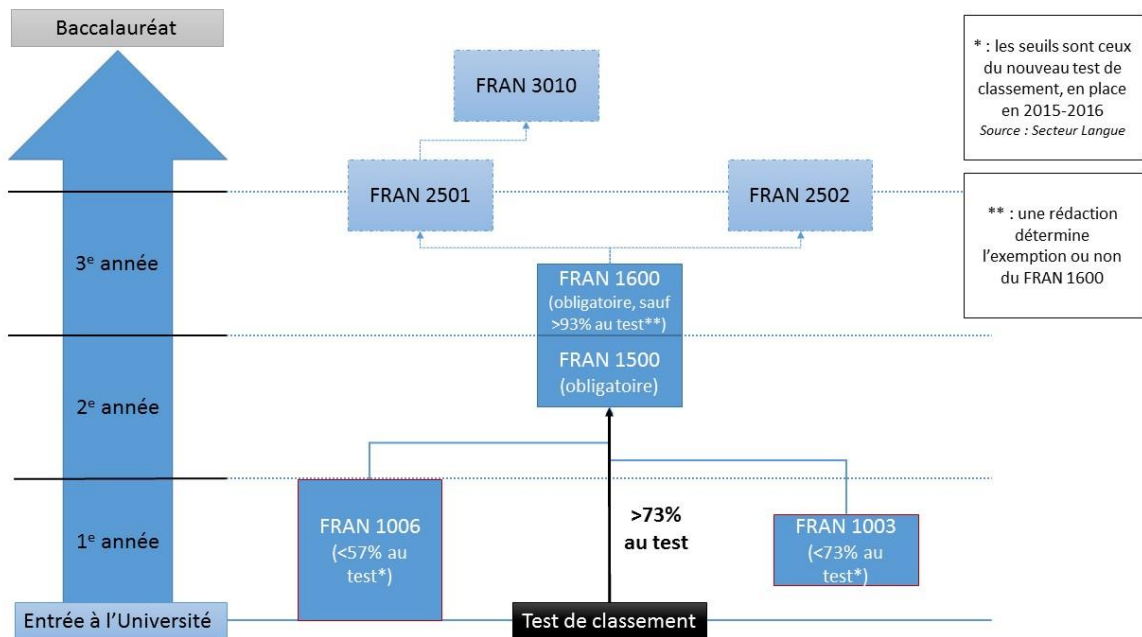 Baccalauréat
* : les seuils sont ceux
du nouveau test de
classement, en place
en 2015-2016
Source : Secteur Langue
FRAN 3010
FRAN 2501
FRAN 2502
** : une rédaction
détermine
l'exemption ou non
du FRAN 1600
3e année
FRAN 1600
(obligatoire, sauf
>93% au test**)
FRAN 1500
(obligatoire)
2e année
1e année
FRAN 1006
(<57% au
test*)
>73%
au test
FRAN 1003
(<73% au
test*)
Entrée à l'Université
Test de classement